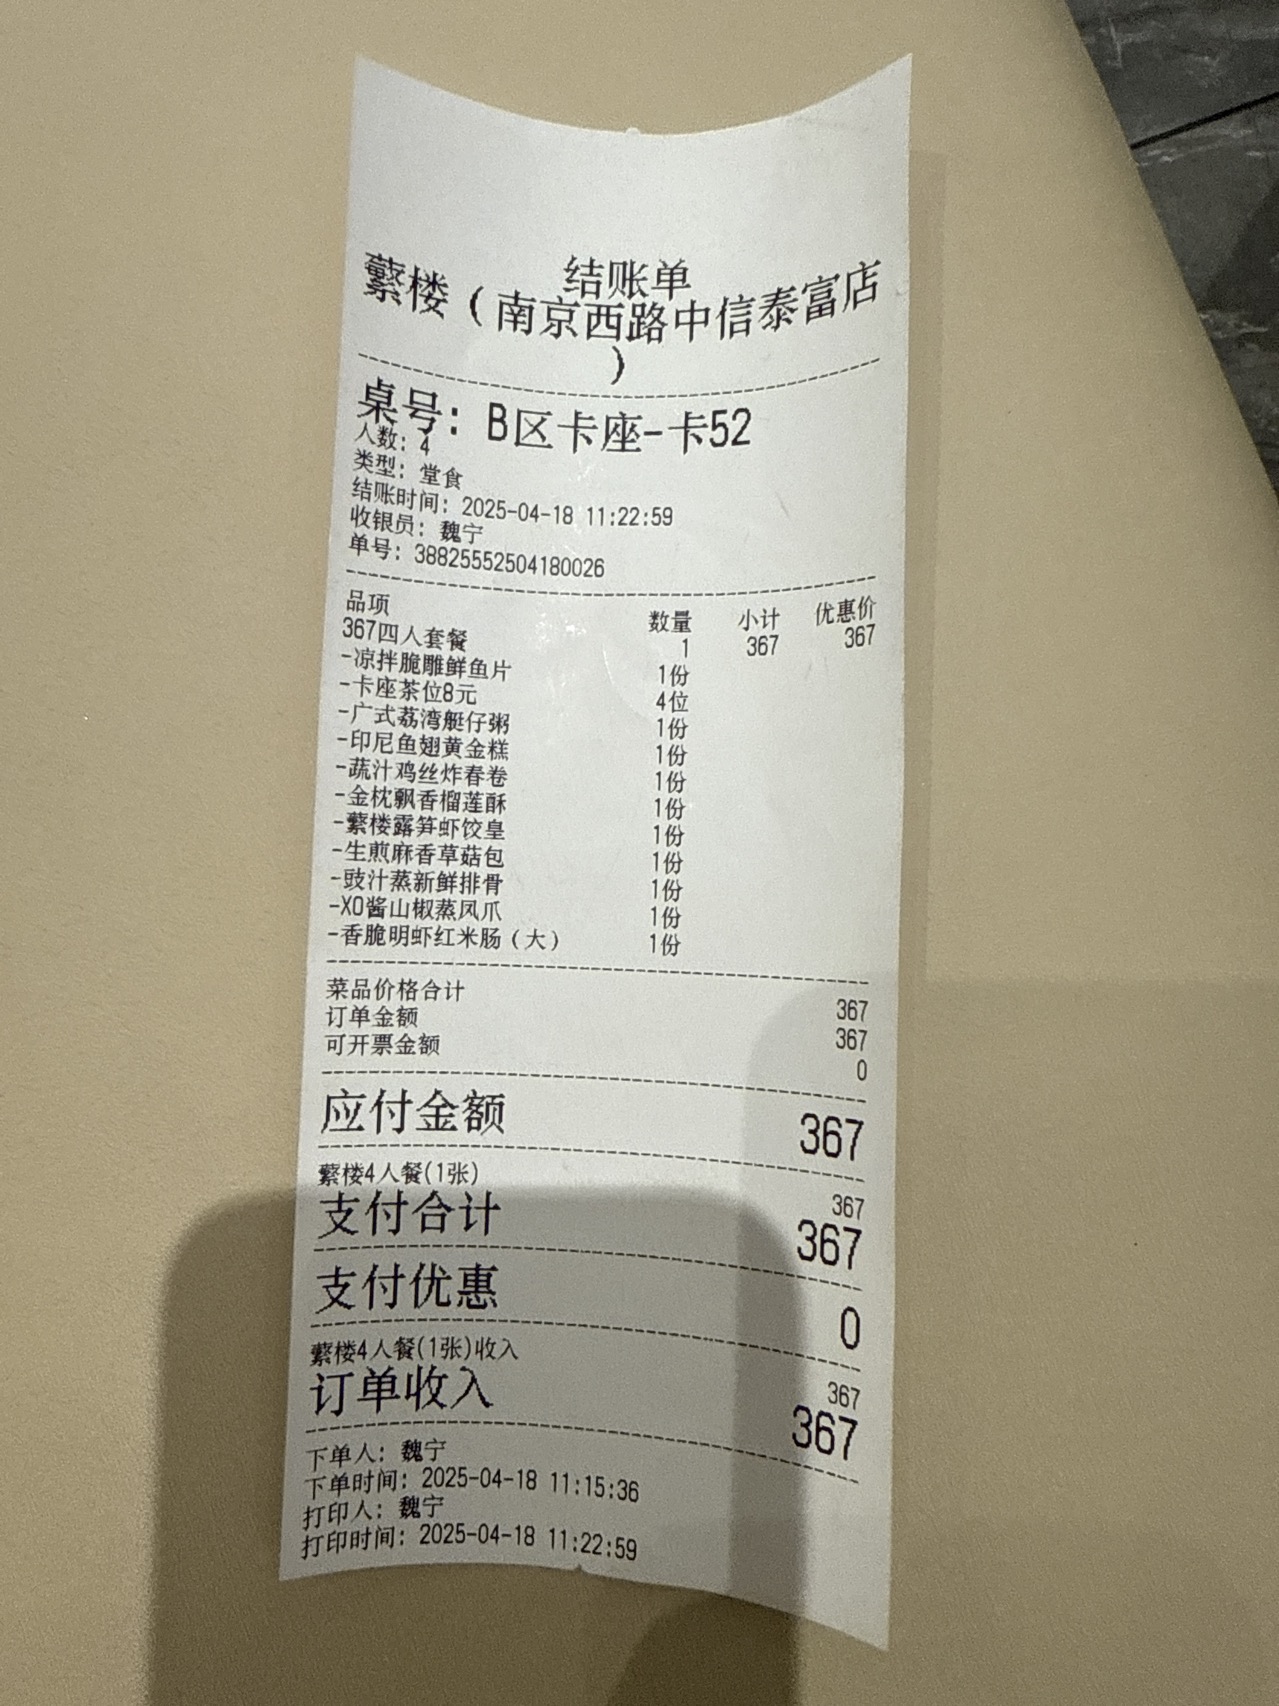 结账单
蘩楼（南京西路中信泰富店
）
桌号：B区卡座-卡52
人数：4
类型：堂食
结账时间：2025-04-18 11:22:59
收银员：魏宁
单号：38825552504180026
品项 数量 小计 优惠价
367四人套餐 1 367 367
-凉拌脆雕鲜鱼片 1份
-卡座茶位8元 4位
-广式荔湾艇仔粥 1份
-印尼鱼翅黄金糕 1份
-蔬汁鸡丝炸春卷 1份
-金枕飘香榴莲酥 1份
-蘩楼露笋虾饺皇 1份
-生煎麻香草菇包 1份
-豉汁蒸新鲜排骨 1份
-XO酱山椒蒸凤爪 1份
-香脆明虾红米肠（大） 1份
菜品价格合计 367
订单金额 367
可开票金额 0
应付金额 367
蘩楼4人餐(1张) 367
支付合计 367
支付优惠 0
蘩楼4人餐(1张)收入 367
订单收入 367
下单人：魏宁
下单时间：2025-04-18 11:15:36
打印人：魏宁
打印时间：2025-04-18 11:22:59